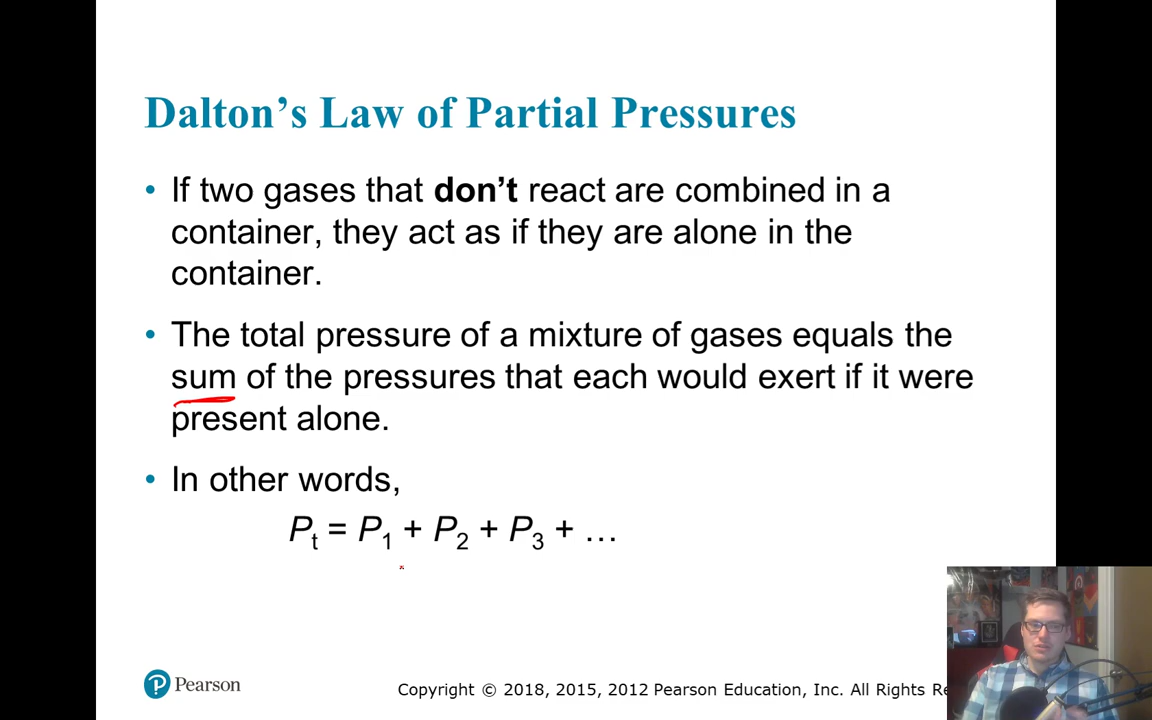 Dalton’s Law of Partial Pressures
• If two gases that don’t react are combined in a
container, they act as if they are alone in the
container.
• The total pressure of a mixture of gases equals the
sum of the pressures that each would exert if it were
present alone.
• In other words,
Pt = P1 + P2 + P3 + …
P Pearson
Copyright © 2018, 2015, 2012 Pearson Education, Inc. All Rights